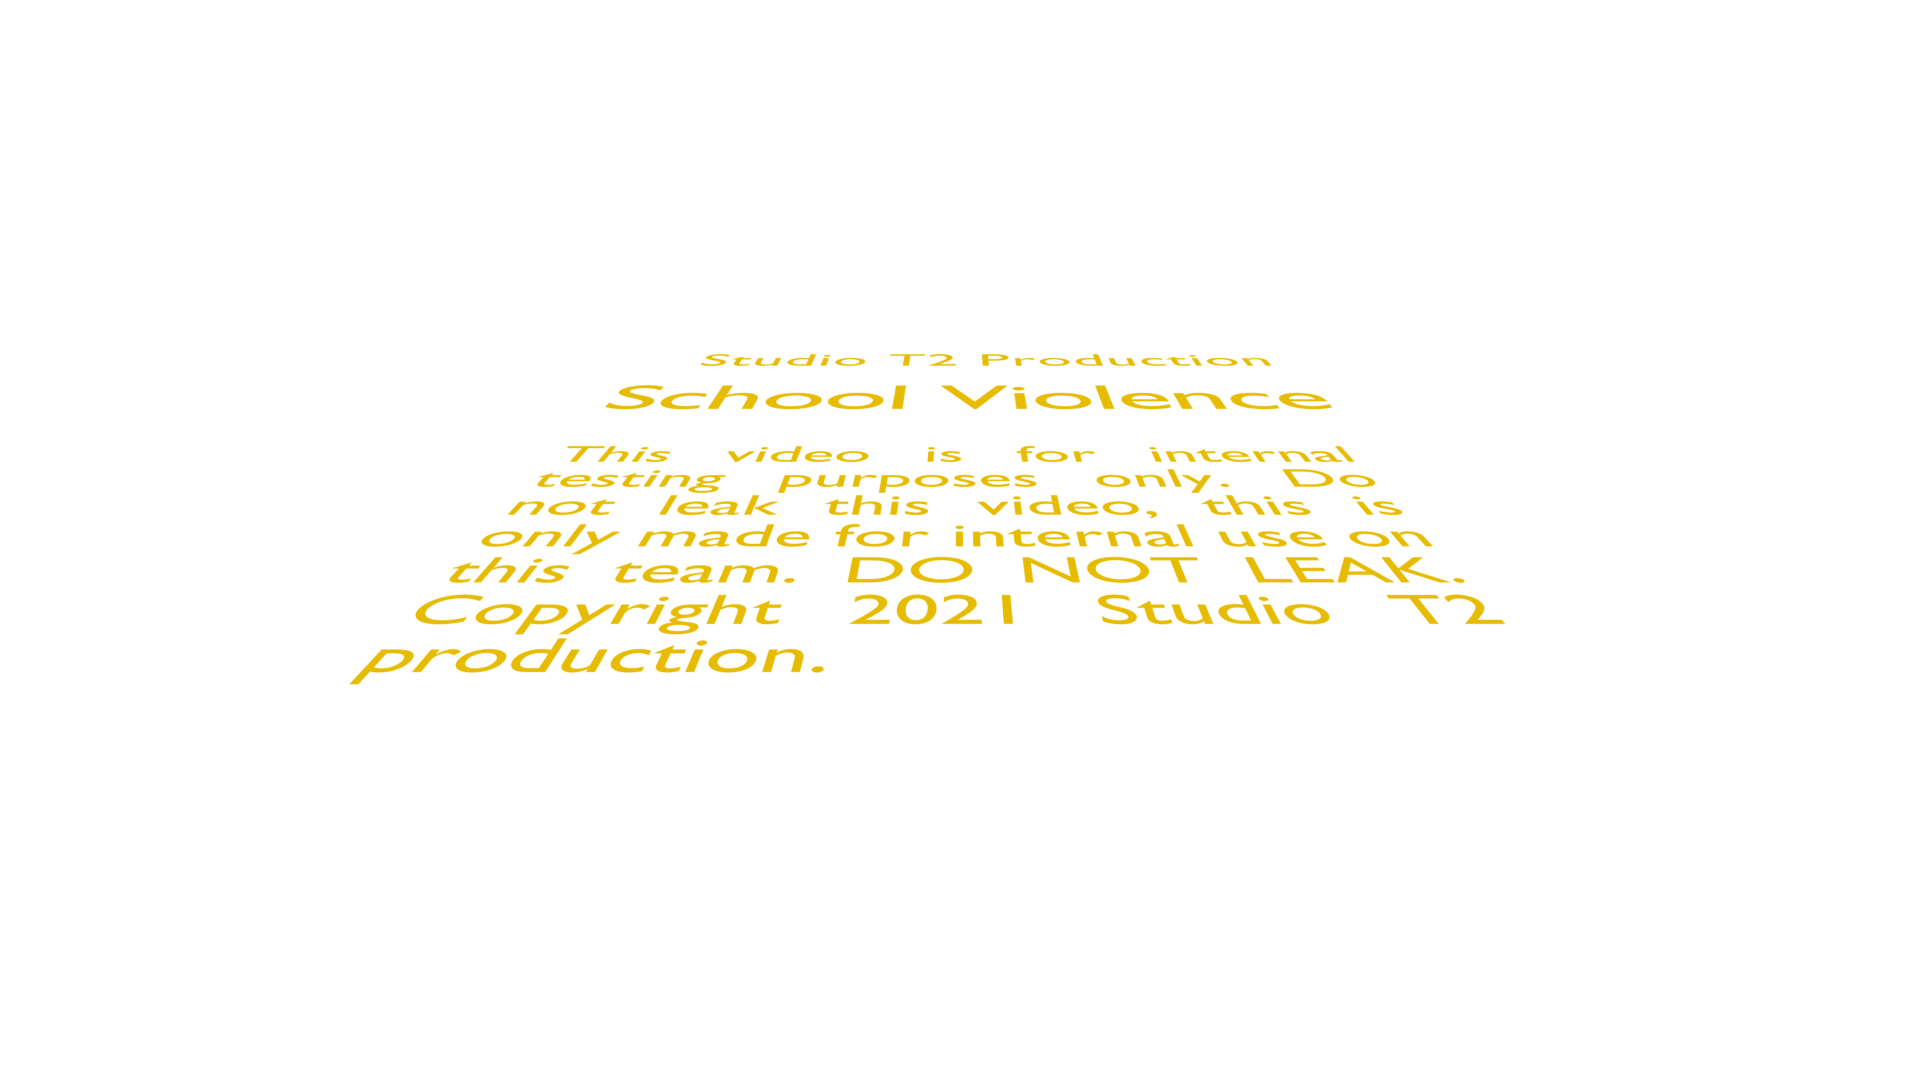 Studio T2 Production
School Violence
This video is for internal
testing purposes only. Do
not leak this video, this is
only made for internal use on
this team. DO NOT LEAK.
Copyright 2021 Studio T2
production.